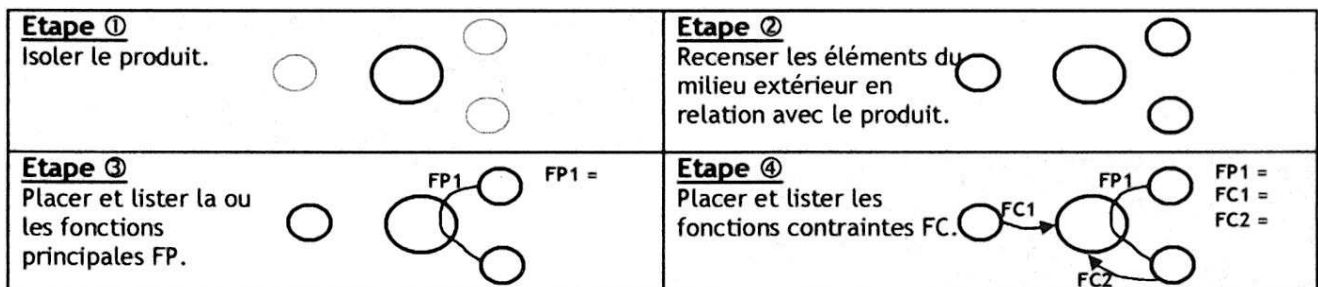 Etape ①
Isoler le produit.
Etape ②
Recenser les éléments du
milieu extérieur en
relation avec le produit.
Etape ③
Placer et lister la ou
les fonctions
principales FP.
FP1
FP1 =
Etape ④
Placer et lister les
fonctions contraintes FC.
FC1
FP1
FC2
FP1 =
FC1 =
FC2 =